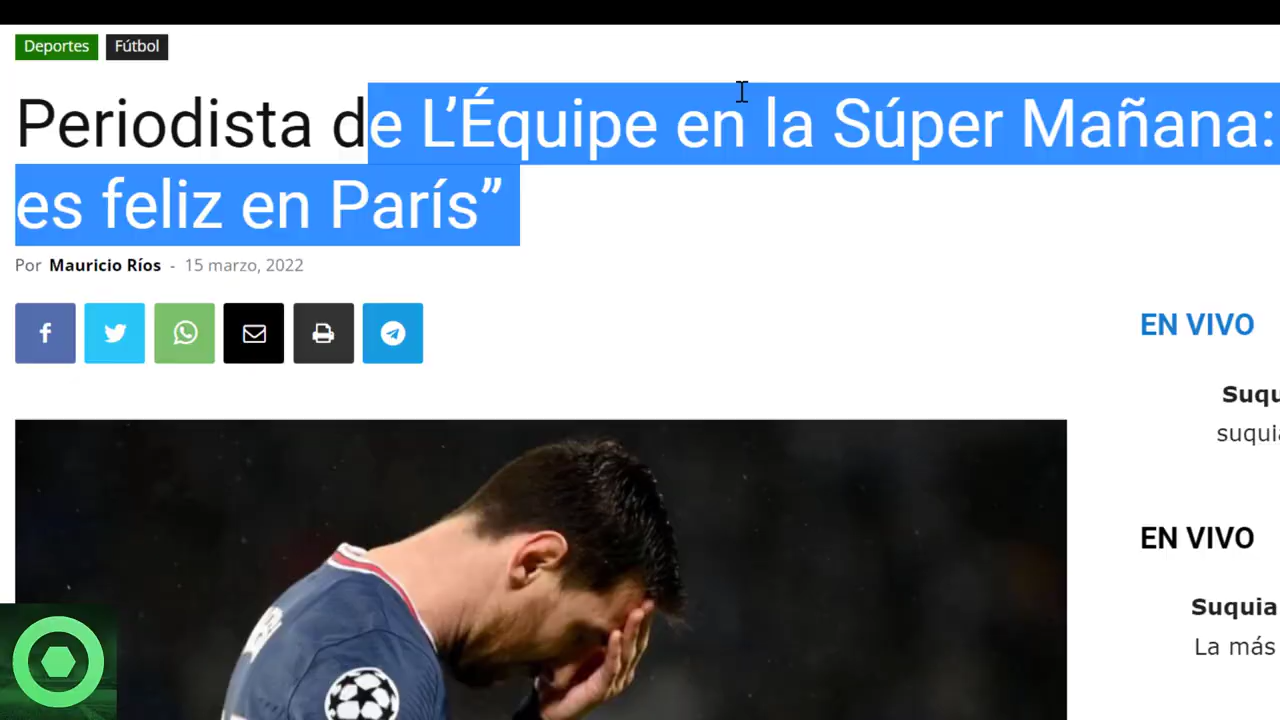 Deportes Fútbol
Periodista de L’Équipe en la Súper Mañana:
es feliz en París”
Por Mauricio Ríos - 15 marzo, 2022
EN VIVO
Suqu
suquia
EN VIVO
Suquia
La más